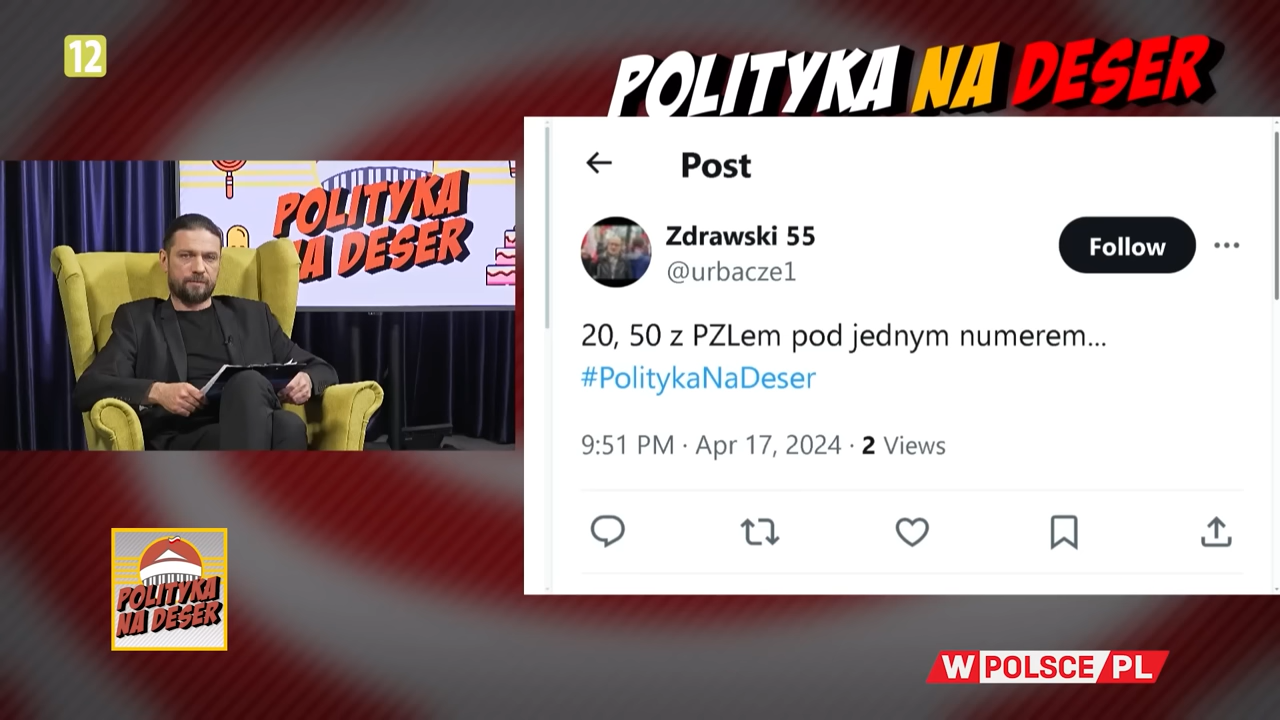 12
POLITYKA NA DESER
POLITYKA
NA DESER
Post
Zdrawski 55
@urbacze1
Follow
20, 50 z PZLem pod jednym numerem...
#PolitykaNaDeser
9:51 PM · Apr 17, 2024 · 2 Views
POLITYKA
NA DESER
W POLSCE PL